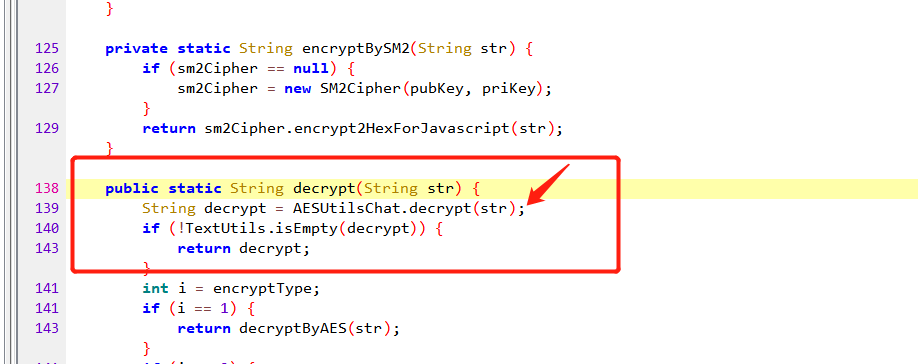 }
125 private static String encryptBySM2(String str) {
126 if (sm2Cipher == null) {
127 sm2Cipher = new SM2Cipher(pubKey, priKey);
}
129 return sm2Cipher.encrypt2HexForJavascript(str);
}
138 public static String decrypt(String str) {
139 String decrypt = AESUtilsChat.decrypt(str);
140 if (!TextUtils.isEmpty(decrypt)) {
143 return decrypt;
}
141 int i = encryptType;
141 if (i == 1) {
143 return decryptByAES(str);
}